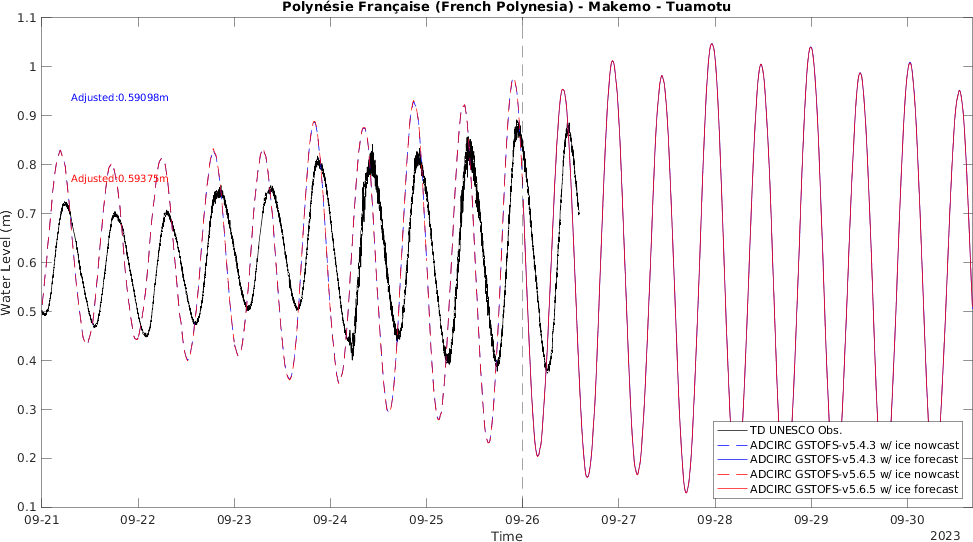 Polynésie Française (French Polynesia) - Makemo - Tuamotu
1.1
1
0.9
0.8
0.7
0.6
0.5
0.4
0.3
0.2
0.1
Water Level (m)
Adjusted:0.59098m
Adjusted:0.59375m
TD UNESCO Obs.
ADCIRC GSTOFS-v5.4.3 w/ ice nowcast
ADCIRC GSTOFS-v5.4.3 w/ ice forecast
ADCIRC GSTOFS-v5.6.5 w/ ice nowcast
ADCIRC GSTOFS-v5.6.5 w/ ice forecast
09-21 09-22 09-23 09-24 09-25 09-26 09-27 09-28 09-29 09-30
Time
2023